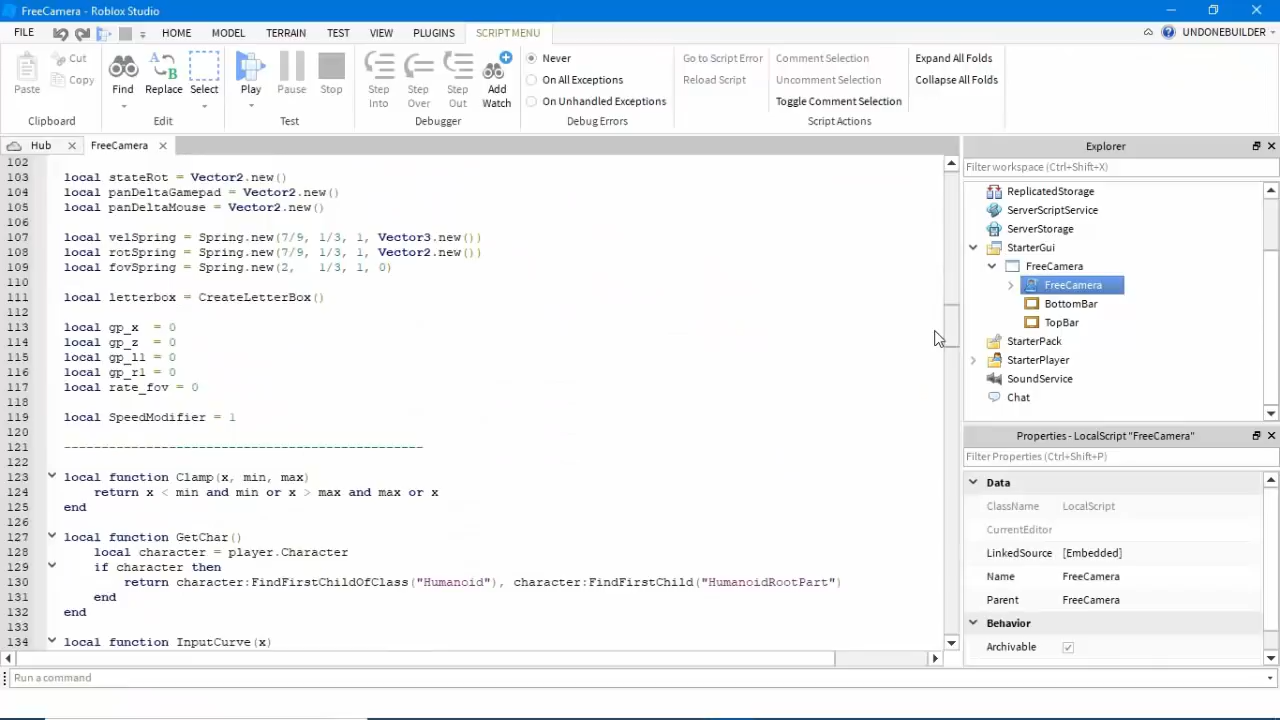 FreeCamera - Roblox Studio
FILE HOME MODEL TERRAIN TEST VIEW PLUGINS SCRIPT MENU UNDONEBUILDER
Paste
Cut
Copy
Clipboard
Find
Replace
Select
Edit
Play
Pause
Stop
Test
Step Into
Step Over
Step Out
Add Watch
Debugger
Never
On All Exceptions
On Unhandled Exceptions
Debug Errors
Go to Script Error
Reload Script
Comment Selection
Uncomment Selection
Toggle Comment Selection
Script Actions
Expand All Folds
Collapse All Folds
Hub
FreeCamera
102
103 local stateRot = Vector2.new()
104 local panDeltaGamepad = Vector2.new()
105 local panDeltaMouse = Vector2.new()
106
107 local velSpring = Spring.new(7/9, 1/3, 1, Vector3.new())
108 local rotSpring = Spring.new(7/9, 1/3, 1, Vector2.new())
109 local fovSpring = Spring.new(2, 1/3, 1, 0)
110
111 local letterbox = CreateLetterBox()
112
113 local gp_x = 0
114 local gp_z = 0
115 local gp_l1 = 0
116 local gp_r1 = 0
117 local rate_fov = 0
118
119 local SpeedModifier = 1
120
121 ------------------------------------------------
122
123 local function Clamp(x, min, max)
124 return x < min and min or x > max and max or x
125 end
126
127 local function GetChar()
128 local character = player.Character
129 if character then
130 return character:FindFirstChildOfClass("Humanoid"), character:FindFirstChild("HumanoidRootPart")
131 end
132 end
133
134 local function InputCurve(x)
Explorer
Filter workspace (Ctrl+Shift+X)
ReplicatedStorage
ServerScriptService
ServerStorage
StarterGui
FreeCamera
FreeCamera
BottomBar
TopBar
StarterPack
StarterPlayer
SoundService
Chat
Properties - LocalScript "FreeCamera"
Filter Properties (Ctrl+Shift+P)
Data
ClassName LocalScript
CurrentEditor
LinkedSource [Embedded]
Name FreeCamera
Parent FreeCamera
Behavior
Archivable
Run a command